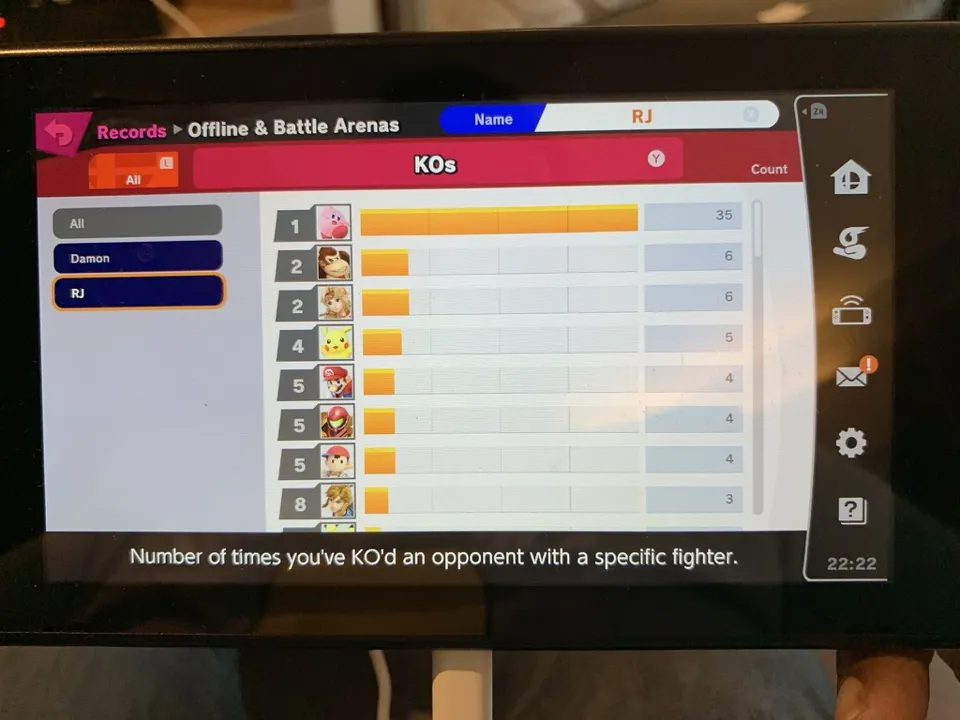 Records ▸ Offline & Battle Arenas
Name RJ
ZR
L
All
KOs
Y
Count
All
Damon
RJ
1 35
2 6
2 6
4 5
5 4
5 4
5 4
8 3
Number of times you've KO'd an opponent with a specific fighter.
!
?
22:22